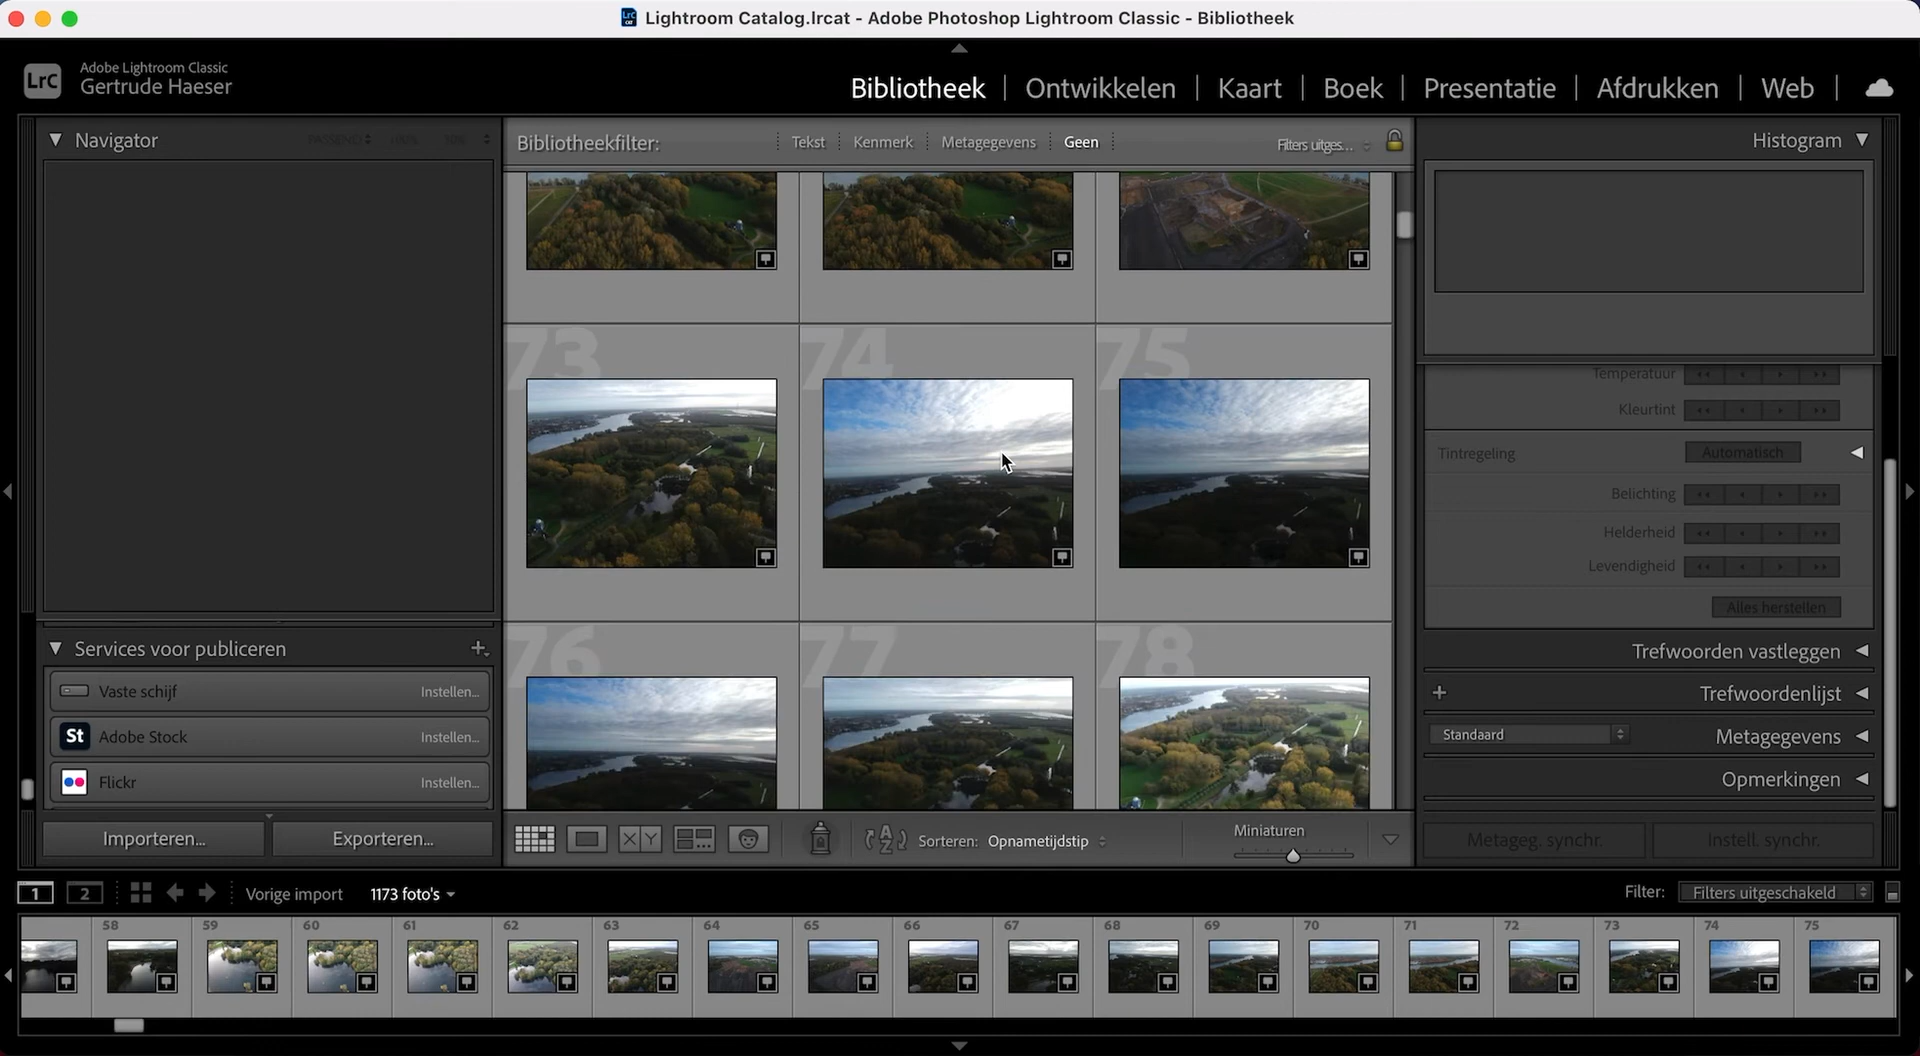 Lightroom Catalog.lrcat - Adobe Photoshop Lightroom Classic - Bibliotheek
LrC
Adobe Lightroom Classic
Gertrude Haeser
Bibliotheek | Ontwikkelen | Kaart | Boek | Presentatie | Afdrukken | Web |
Navigator
Bibliotheekfilter:
Tekst
Kenmerk
Metagegevens
Geen
Filters uitges...
Histogram
73
74
75
76
77
78
Temperatuur
Kleurtint
Tintregeling
Automatisch
Belichting
Helderheid
Levendigheid
Alles herstellen
Trefwoorden vastleggen
Trefwoordenlijst
Standaard
Metagegevens
Opmerkingen
Metageg. synchr.
Instell. synchr.
Services voor publiceren
Vaste schijf
Instellen...
St
Adobe Stock
Instellen...
Flickr
Instellen...
Importeren...
Exporteren...
X Y
A
Z
Sorteren: Opnametijdstip
Miniaturen
1
2
Vorige import
1173 foto's
Filter:
Filters uitgeschakeld
58
59
60
61
62
63
64
65
66
67
68
69
70
71
72
73
74
75